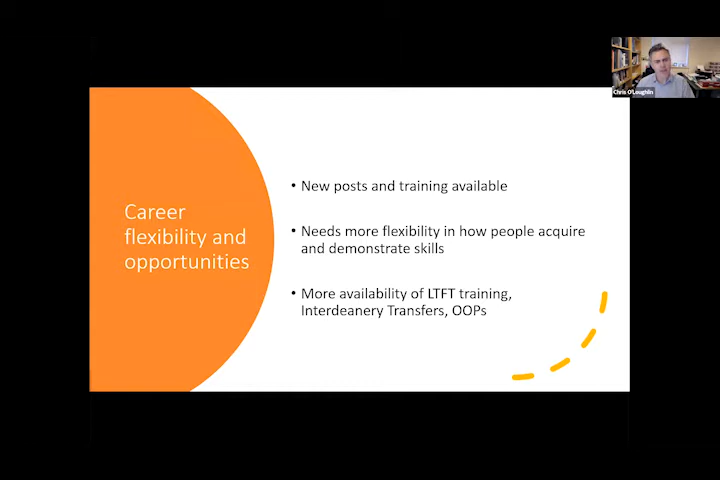 Chris O'Loughlin
Career
flexibility and
opportunities
• New posts and training available
• Needs more flexibility in how people acquire
and demonstrate skills
• More availability of LTFT training,
Interdeanery Transfers, OOPs